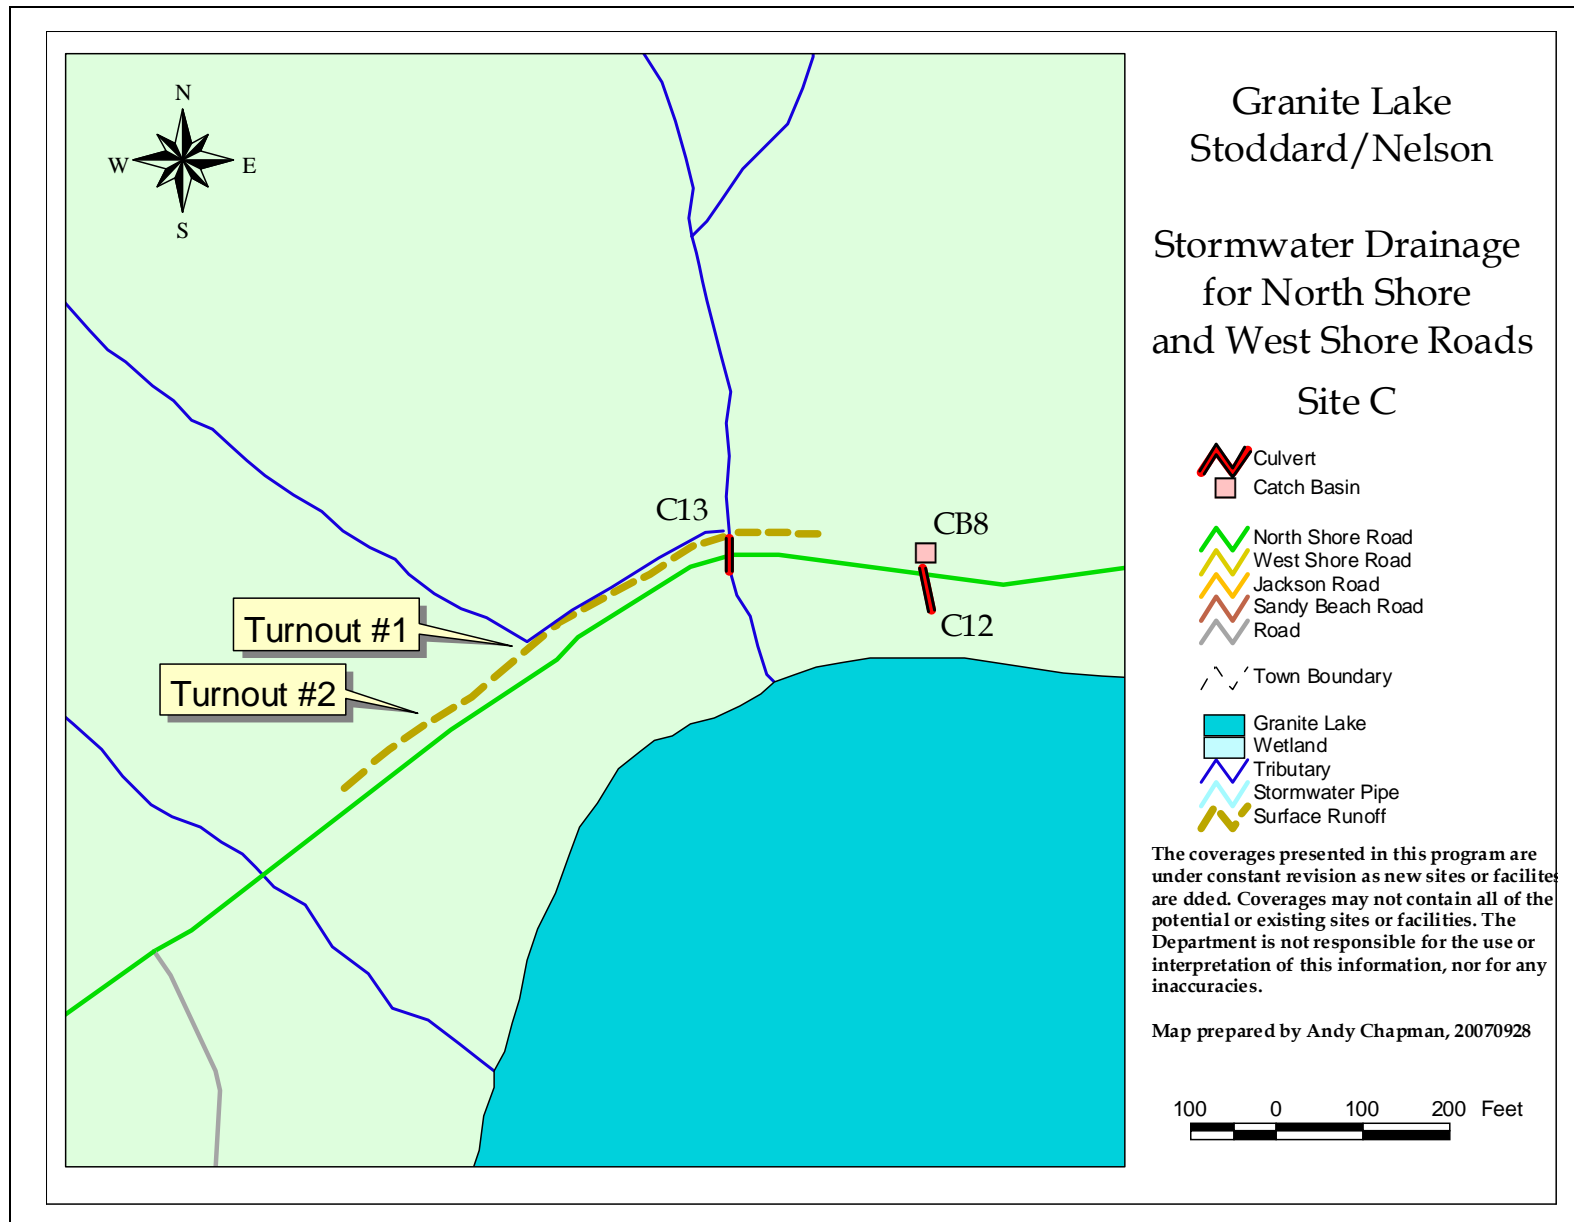 N
W E
S
C13
CB8
C12
Turnout #1
Turnout #2
Granite Lake
Stoddard/Nelson
Stormwater Drainage
for North Shore
and West Shore Roads
Site C
Culvert
Catch Basin
North Shore Road
West Shore Road
Jackson Road
Sandy Beach Road
Road
Town Boundary
Granite Lake
Wetland
Tributary
Stormwater Pipe
Surface Runoff
The coverages presented in this program are
under constant revision as new sites or facilites
are dded. Coverages may not contain all of the
potential or existing sites or facilities. The
Department is not responsible for the use or
interpretation of this information, nor for any
inaccuracies.
Map prepared by Andy Chapman, 20070928
100 0 100 200 Feet